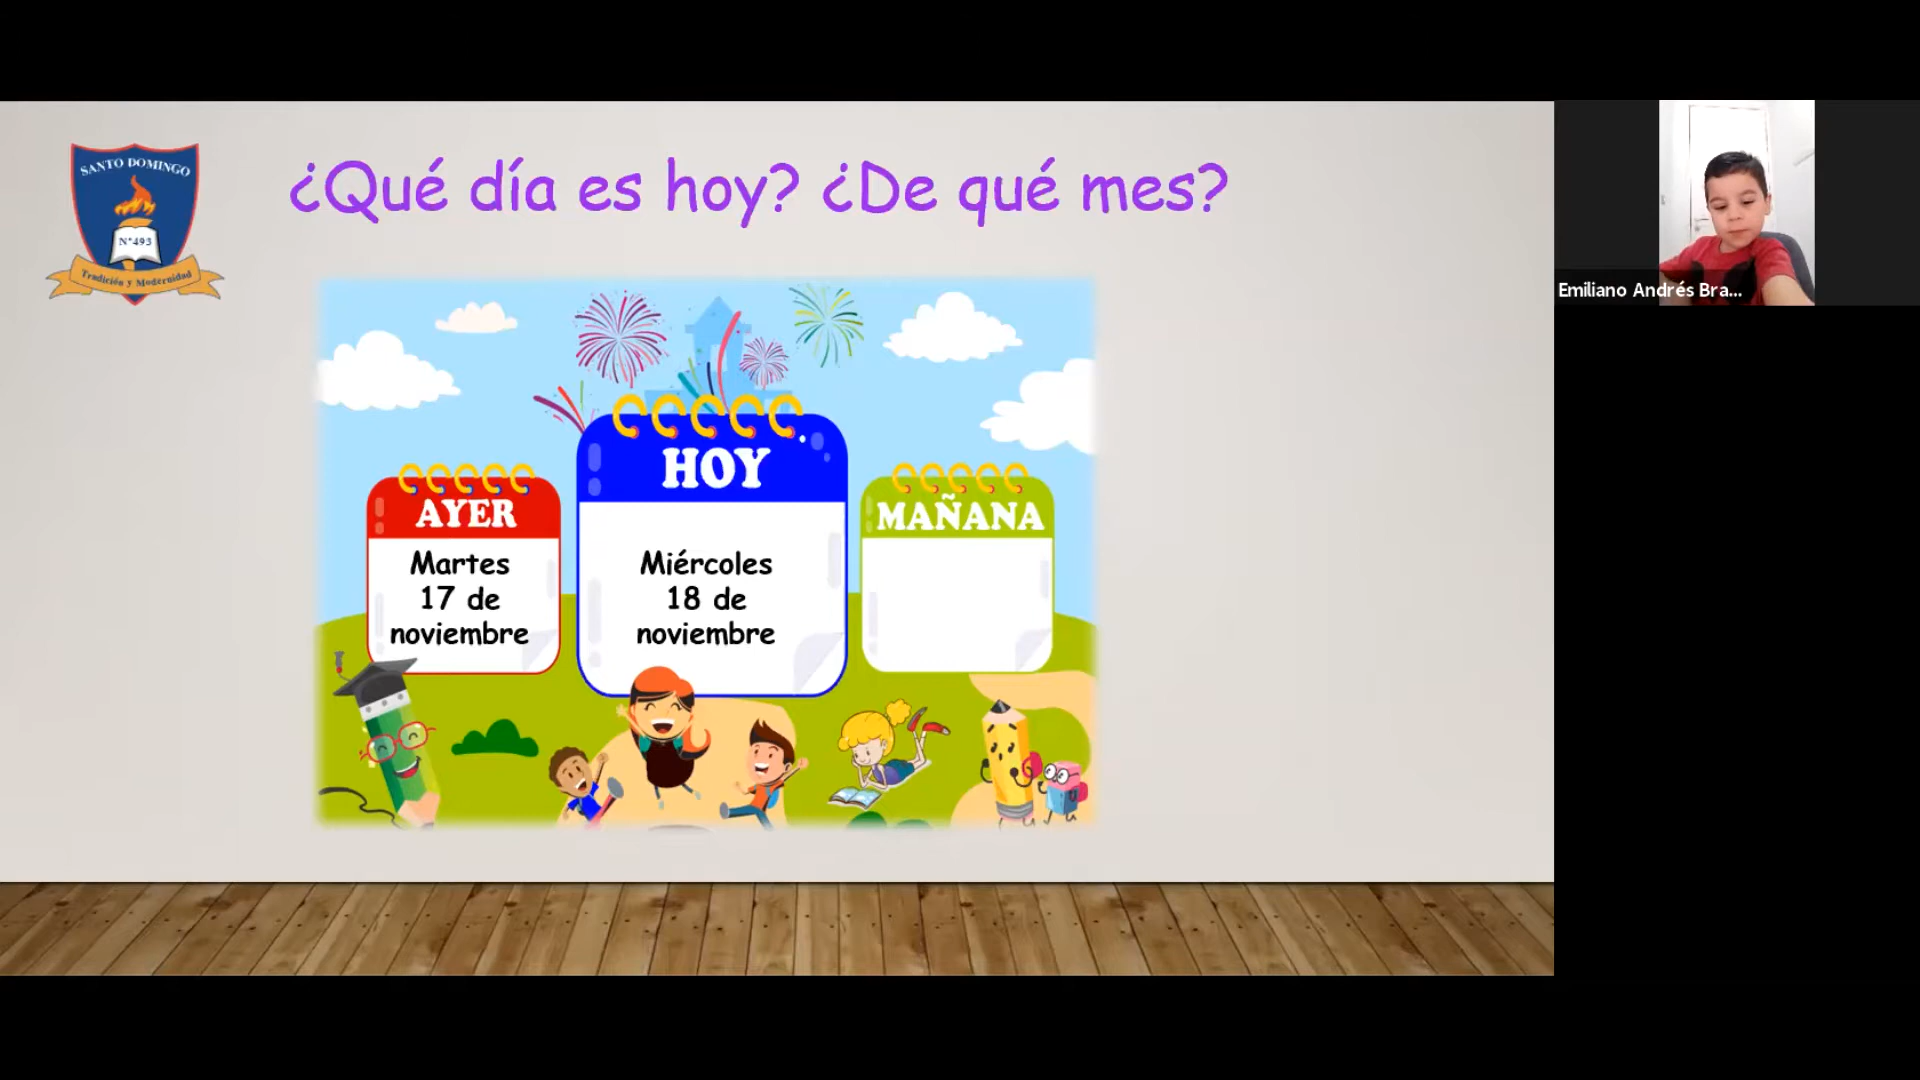 SANTO DOMINGO
N°493
Tradición y Modernidad
¿Qué día es hoy? ¿De qué mes?
AYER
Martes
17 de
noviembre
HOY
Miércoles
18 de
noviembre
MAÑANA
Emiliano Andrés Bra...